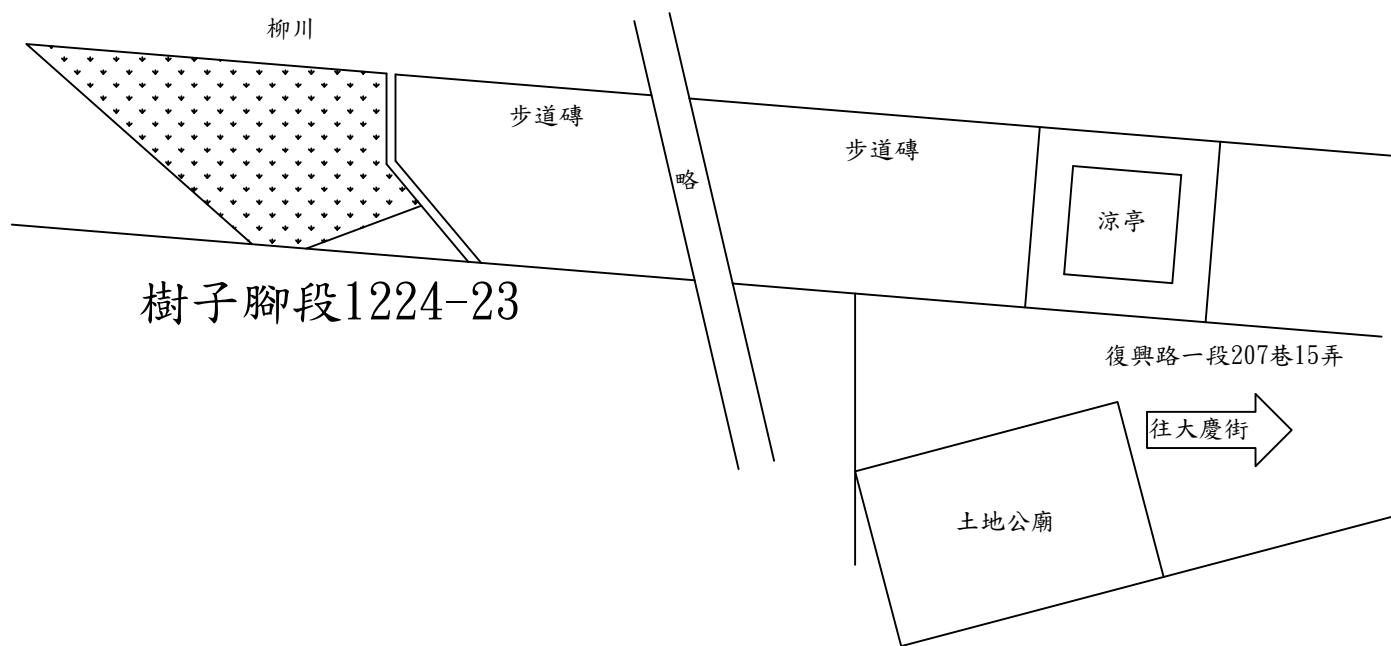 柳川
步道磚
步道磚
略
涼亭
樹子腳段1224-23
復興路一段207巷15弄
往大慶街
土地公廟